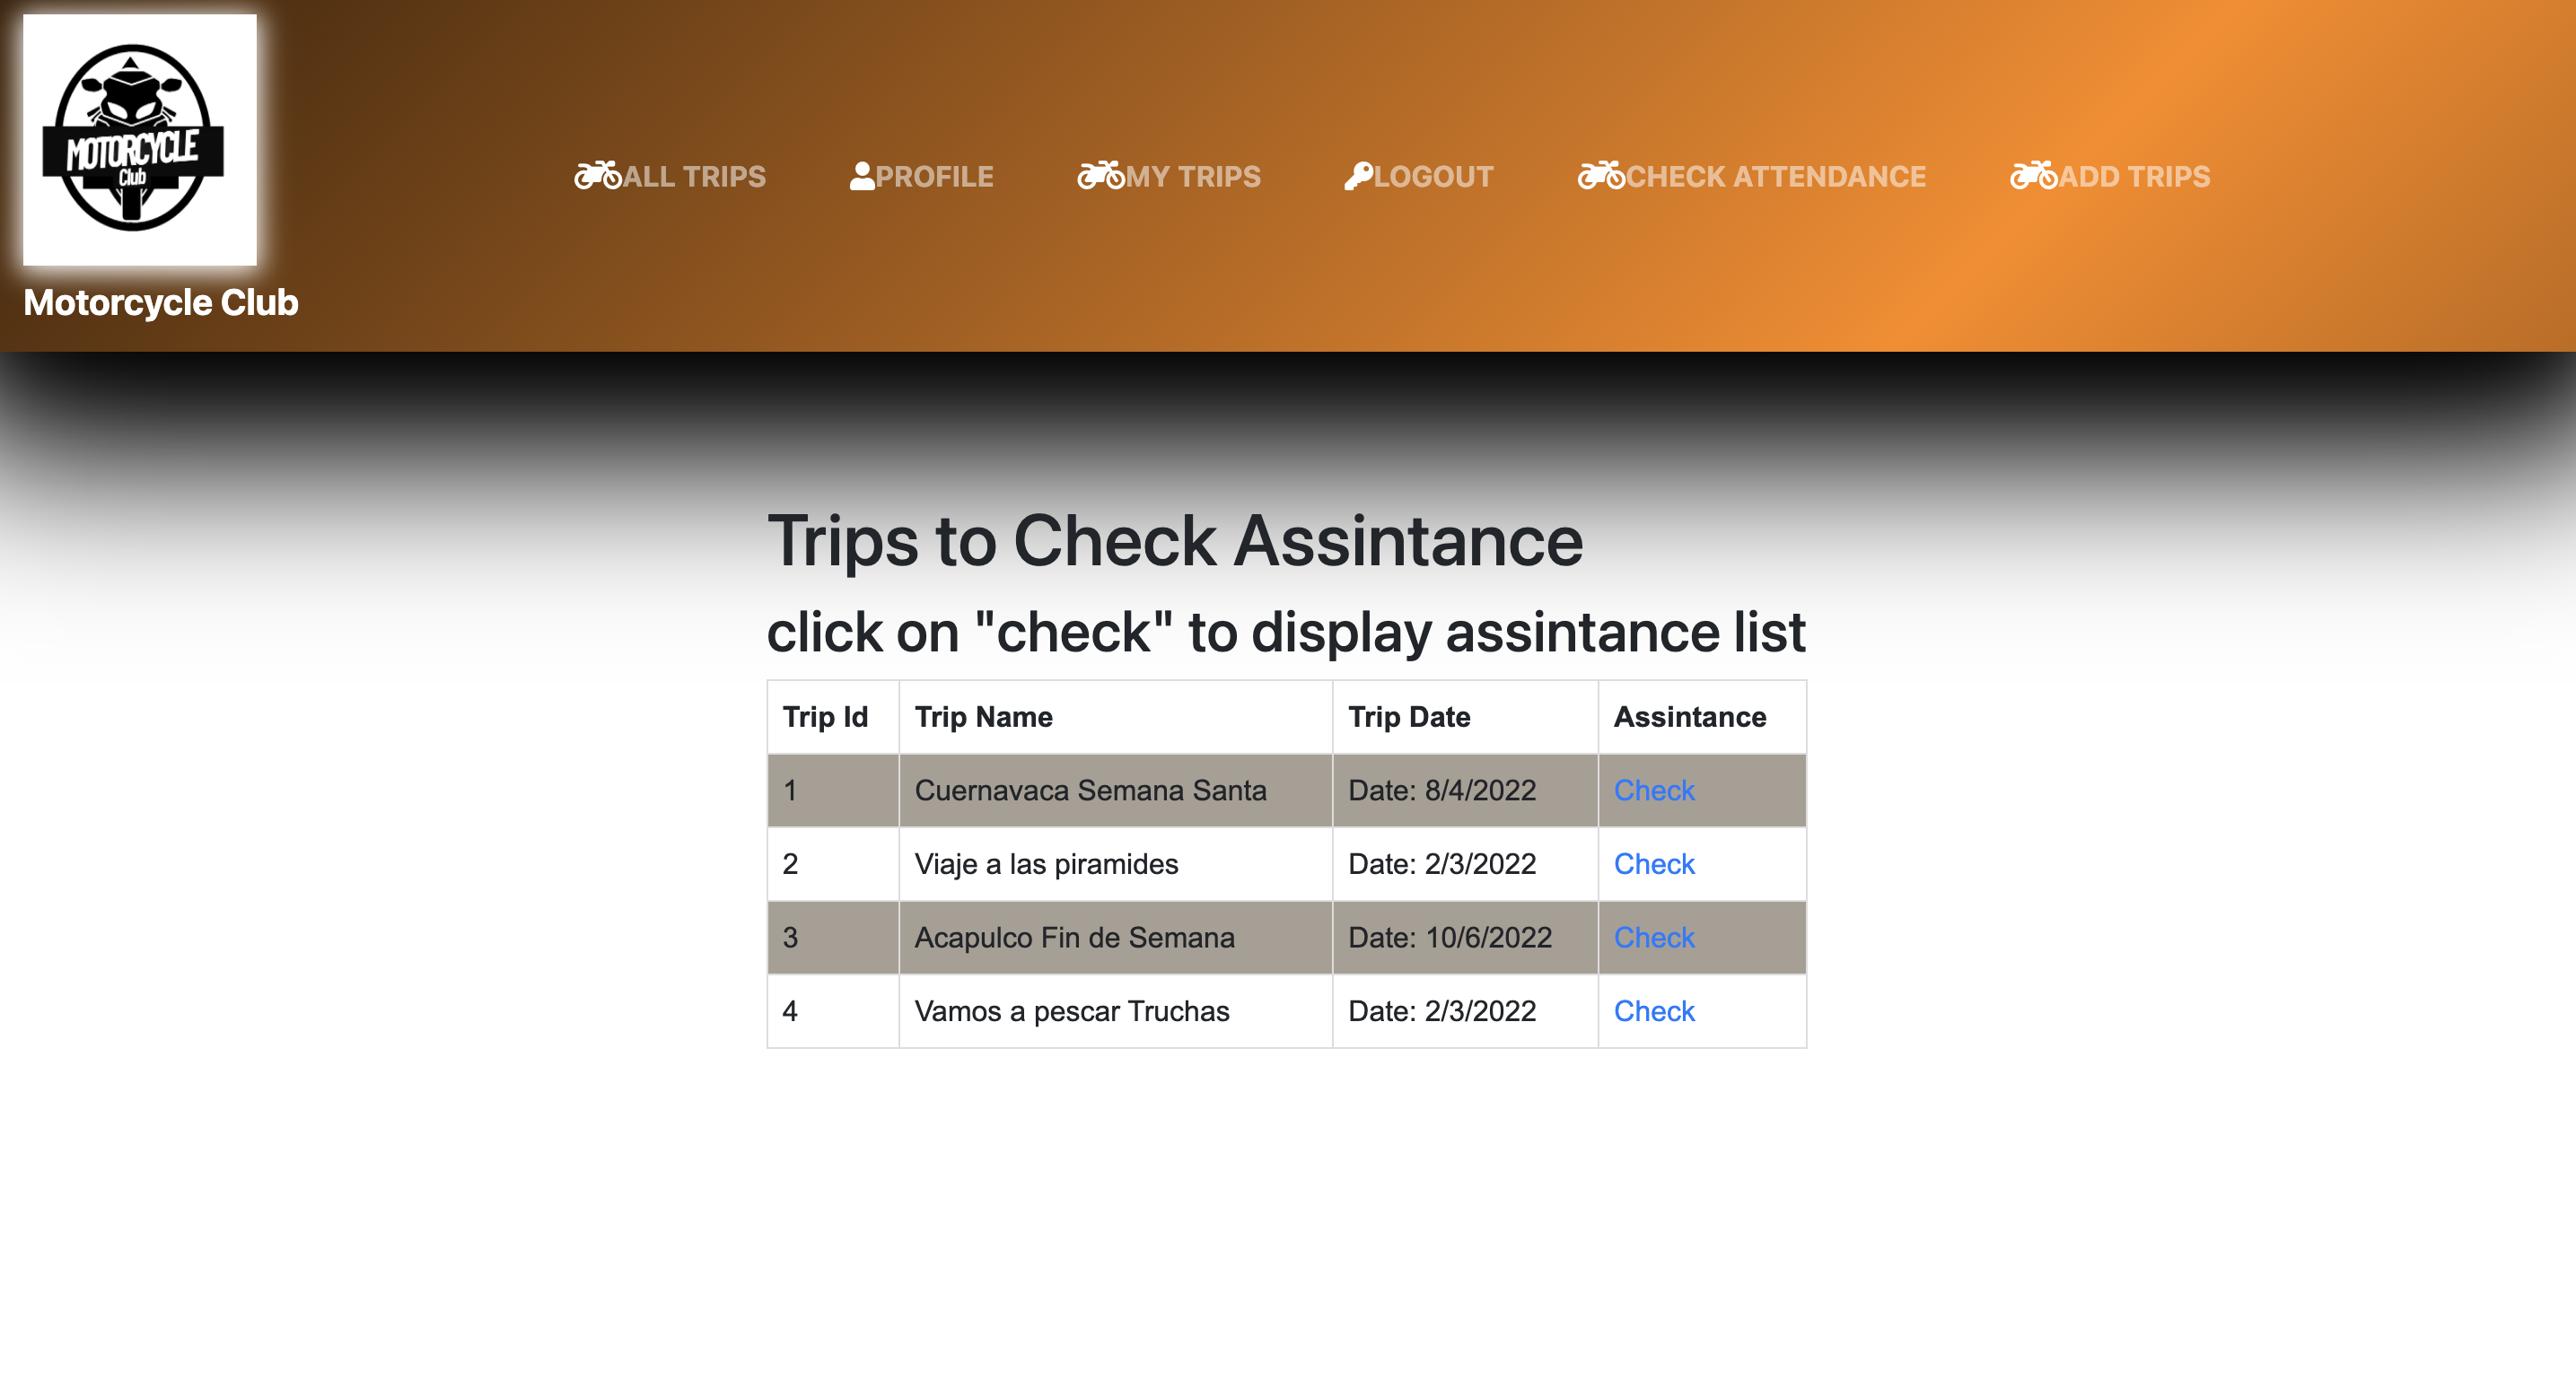 MOTORCYCLE
Club
Motorcycle Club
ALL TRIPS PROFILE MY TRIPS LOGOUT CHECK ATTENDANCE ADD TRIPS
Trips to Check Assintance
click on "check" to display assintance list
Trip Id Trip Name Trip Date Assintance
1 Cuernavaca Semana Santa Date: 8/4/2022 Check
2 Viaje a las piramides Date: 2/3/2022 Check
3 Acapulco Fin de Semana Date: 10/6/2022 Check
4 Vamos a pescar Truchas Date: 2/3/2022 Check